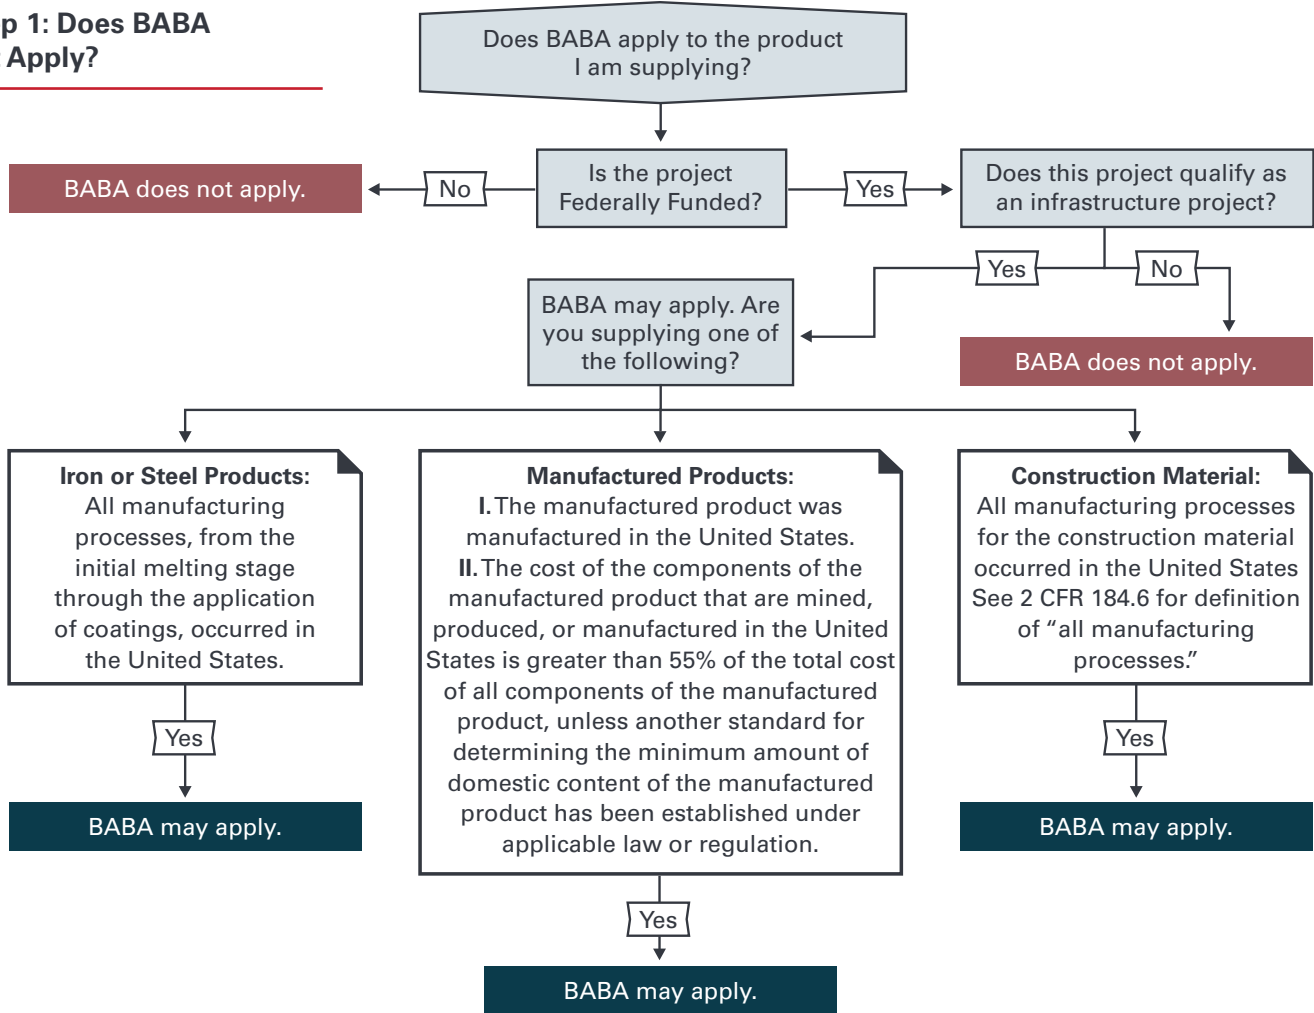 p 1: Does BABA
Apply?
Does BABA apply to the product
I am supplying?
BABA does not apply.
No
Is the project
Federally Funded?
Yes
Does this project qualify as
an infrastructure project?
Yes
No
BABA may apply. Are
you supplying one of
the following?
BABA does not apply.
Iron or Steel Products:
All manufacturing
processes, from the
initial melting stage
through the application
of coatings, occurred in
the United States.
Yes
BABA may apply.
Manufactured Products:
I. The manufactured product was
manufactured in the United States.
II. The cost of the components of the
manufactured product that are mined,
produced, or manufactured in the United
States is greater than 55% of the total cost
of all components of the manufactured
product, unless another standard for
determining the minimum amount of
domestic content of the manufactured
product has been established under
applicable law or regulation.
Yes
BABA may apply.
Construction Material:
All manufacturing processes
for the construction material
occurred in the United States
See 2 CFR 184.6 for definition
of “all manufacturing
processes.”
Yes
BABA may apply.